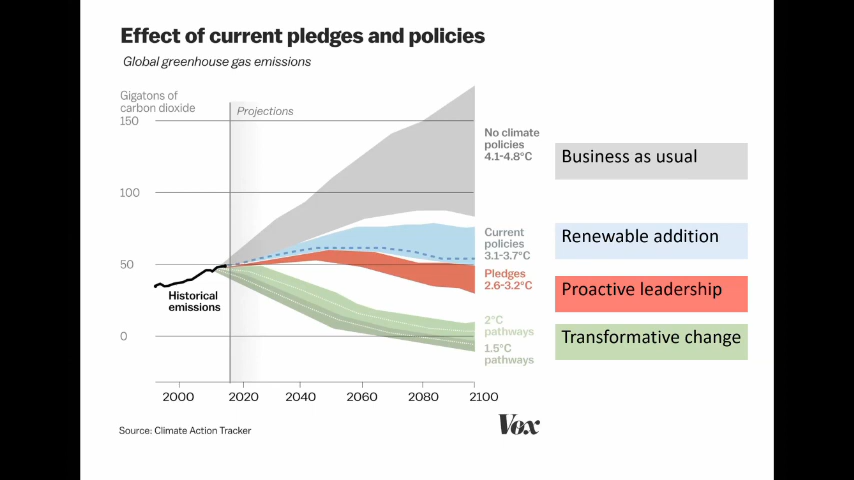 Effect of current pledges and policies
Global greenhouse gas emissions
Gigatons of
carbon dioxide
Projections
150
100
50
0
Historical
emissions
No climate
policies
4.1-4.8°C
Current
policies
3.1-3.7°C
Pledges
2.6-3.2°C
2°C
pathways
1.5°C
pathways
Business as usual
Renewable addition
Proactive leadership
Transformative change
2000 2020 2040 2060 2080 2100
Source: Climate Action Tracker
Vox